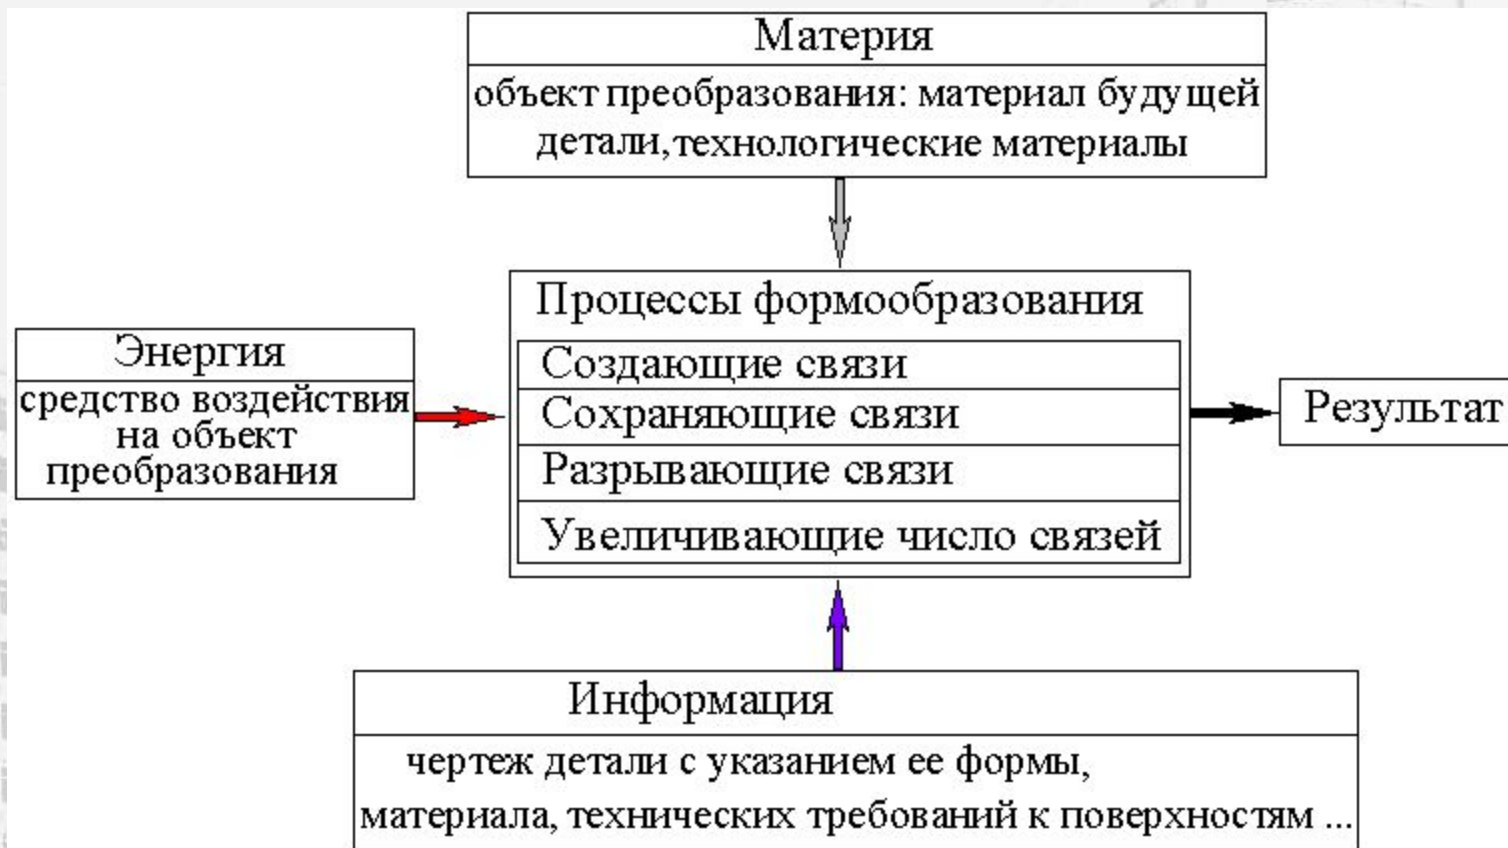 Материя
объект преобразования: материал будущей
детали, технологические материалы
Процессы формообразования
Создающие связи
Сохраняющие связи
Разрывающие связи
Увеличивающие число связей
Энергия
средство воздействия
на объект
преобразования
Результат
Информация
чертеж детали с указанием ее формы,
материала, технических требований к поверхностям ...